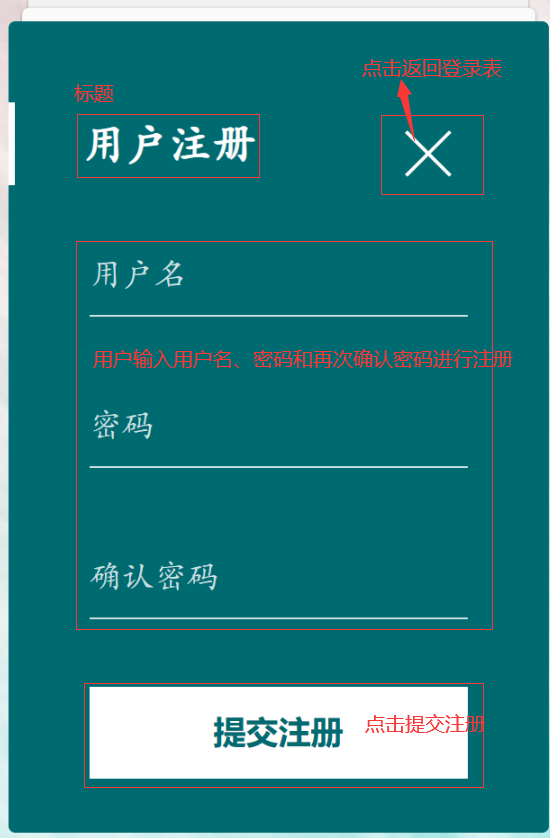 点击返回登录表
标题
用户注册
用户名
用户输入用户名、密码和再次确认密码进行注册
密码
确认密码
提交注册
点击提交注册